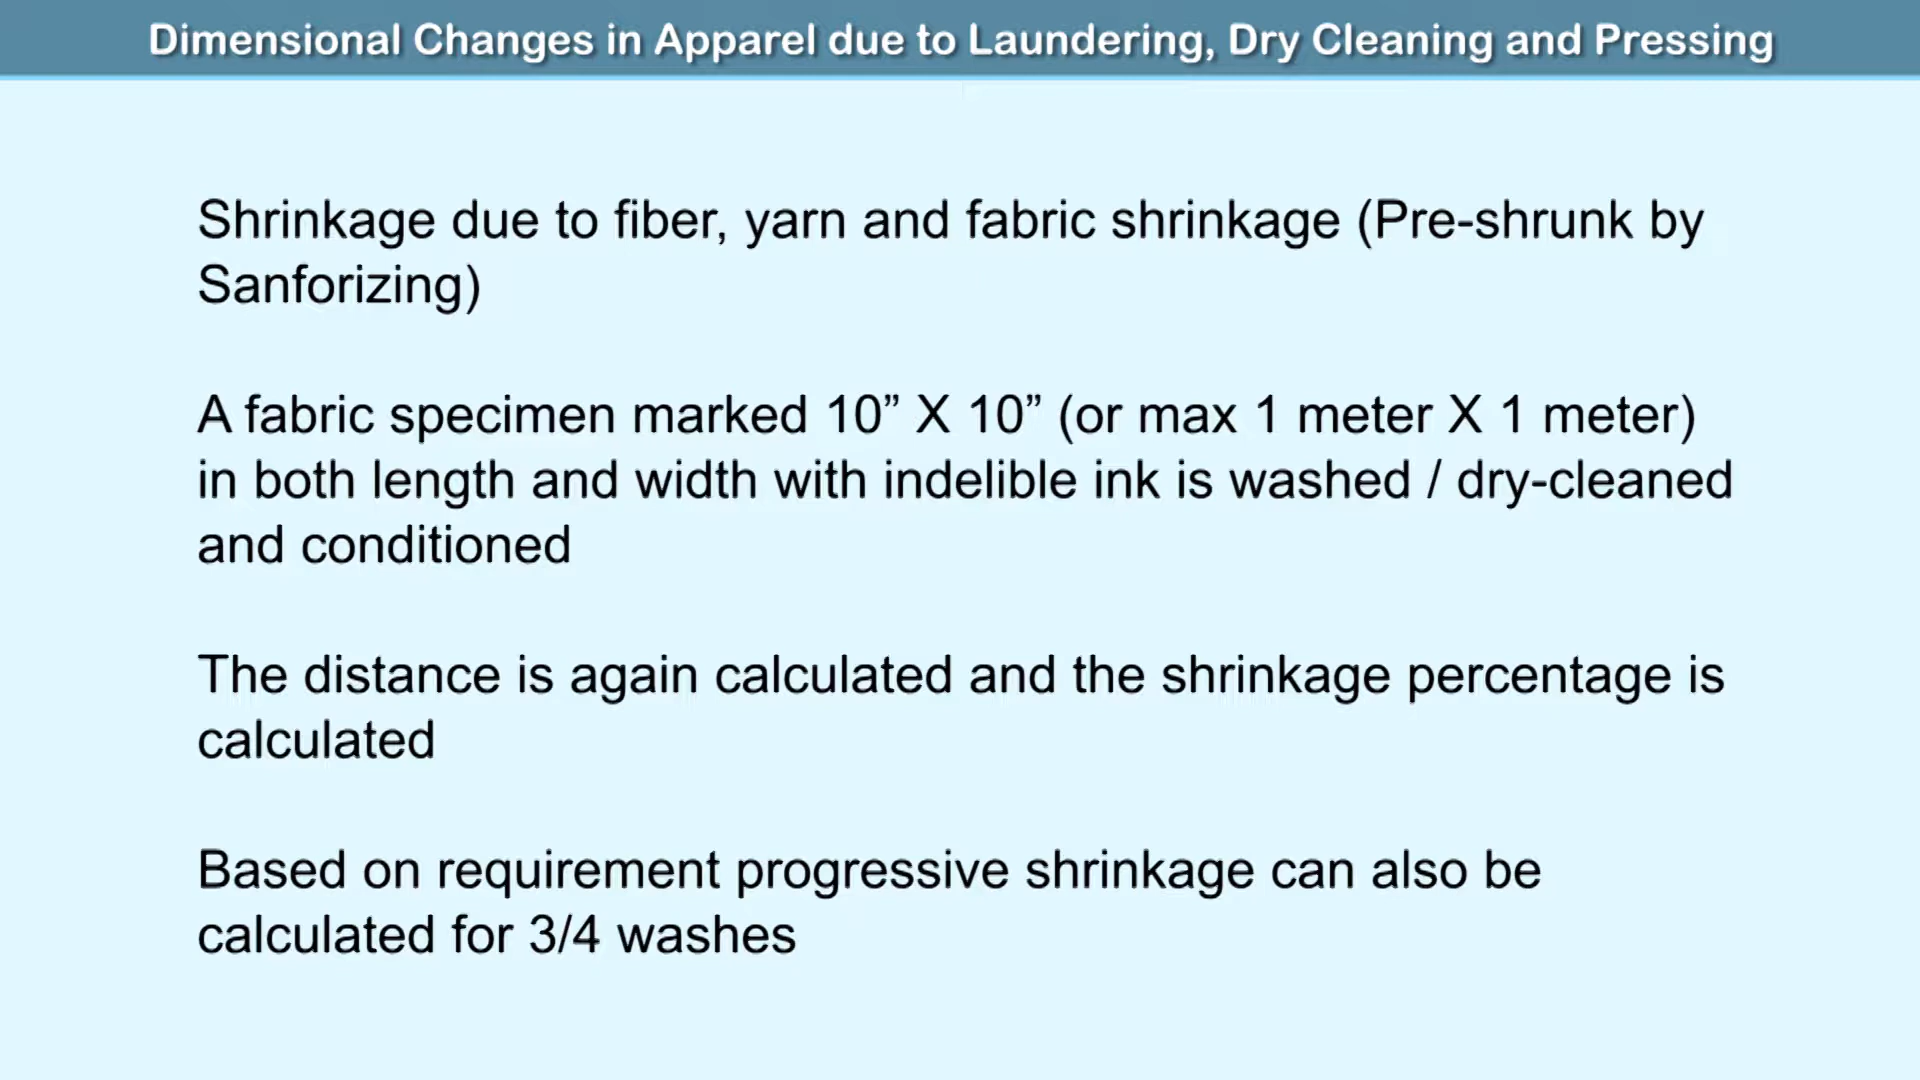 Dimensional Changes in Apparel due to Laundering, Dry Cleaning and Pressing
Shrinkage due to fiber, yarn and fabric shrinkage (Pre-shrunk by
Sanforizing)
A fabric specimen marked 10” X 10” (or max 1 meter X 1 meter)
in both length and width with indelible ink is washed / dry-cleaned
and conditioned
The distance is again calculated and the shrinkage percentage is
calculated
Based on requirement progressive shrinkage can also be
calculated for 3/4 washes